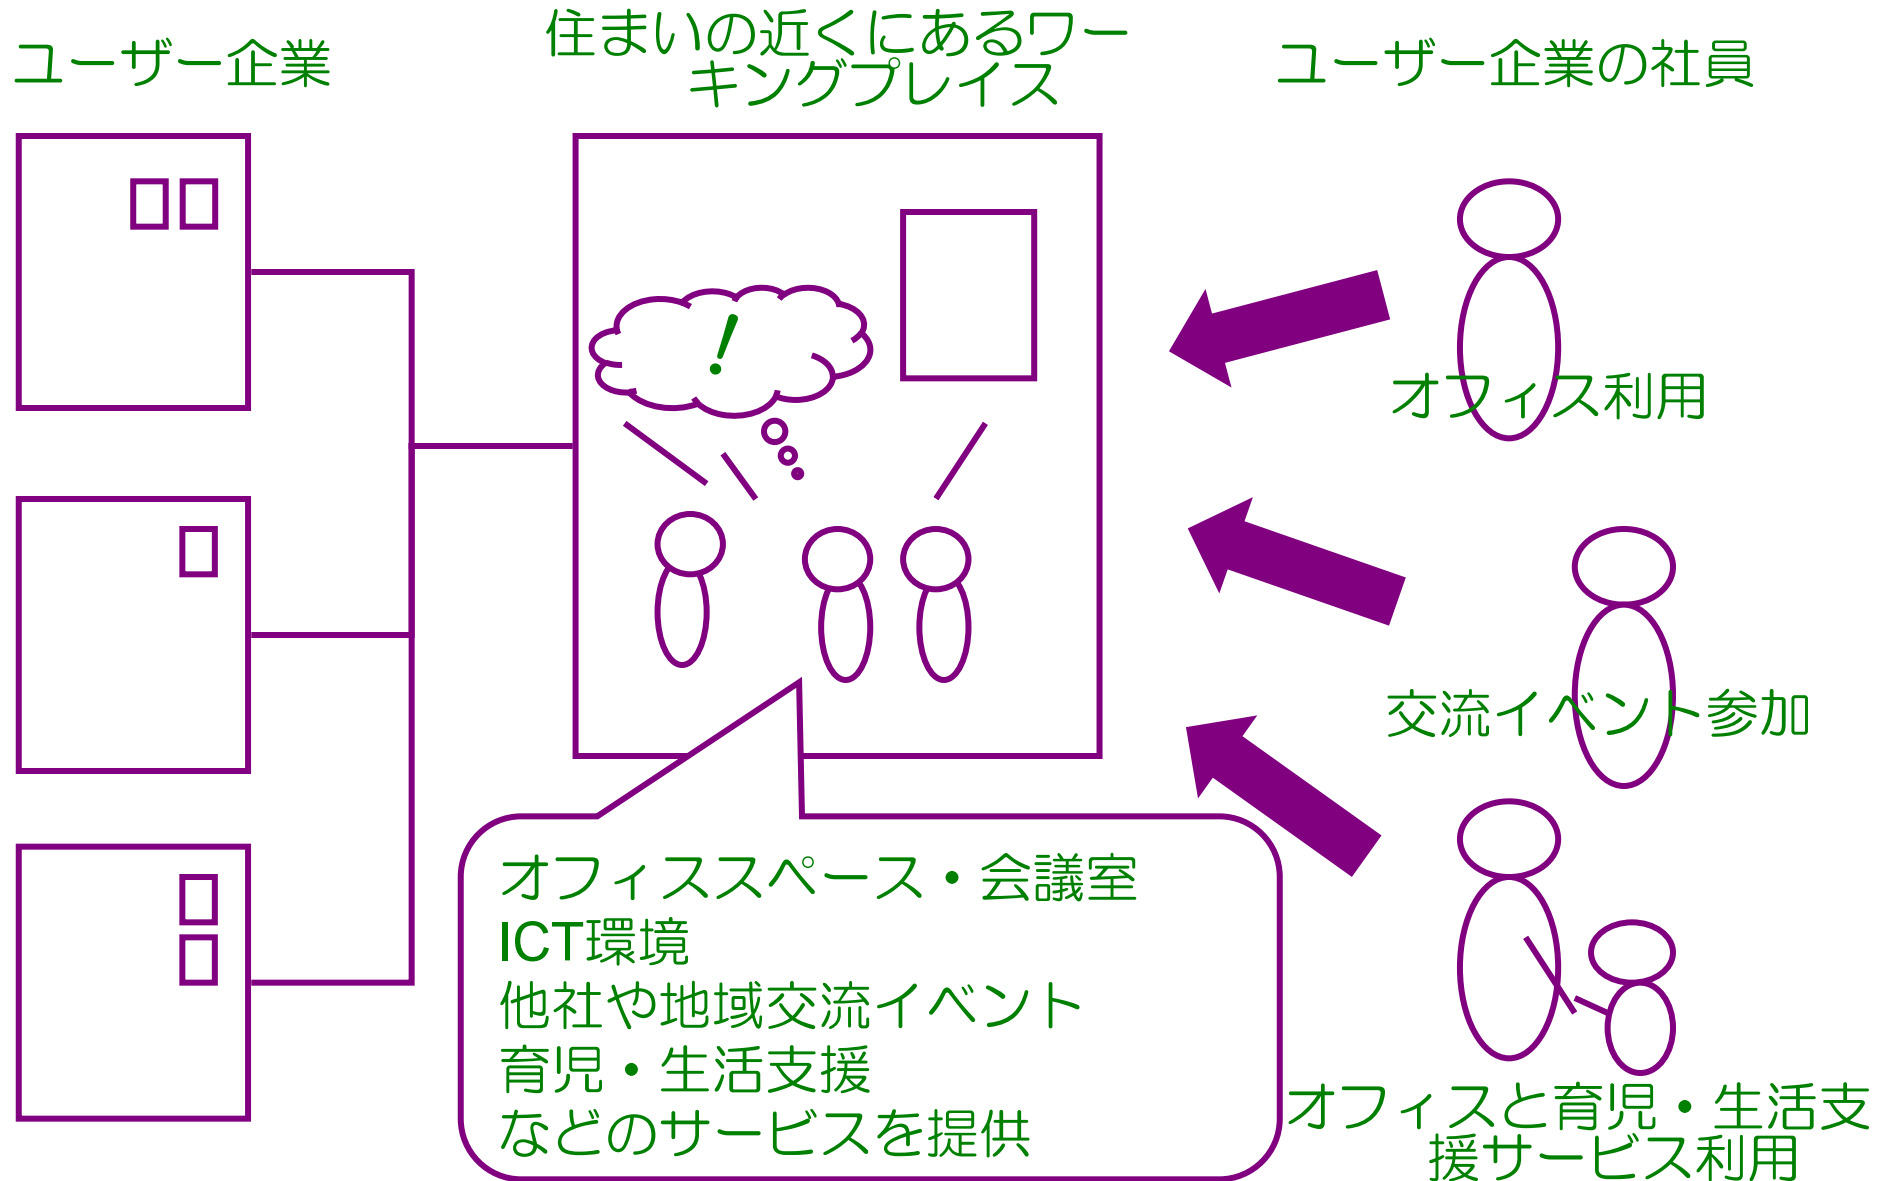 ユーザ企業
住まいの近くにあるワー
キングプレイス
ユーザー企業の社員
!
オフィス利用
交流イベント参加
オフィススペース・会議室
ICT環境
他社や地域交流イベント
育児・生活支援
などのサービスを提供
オフィスと育児・生活支
援サービス利用